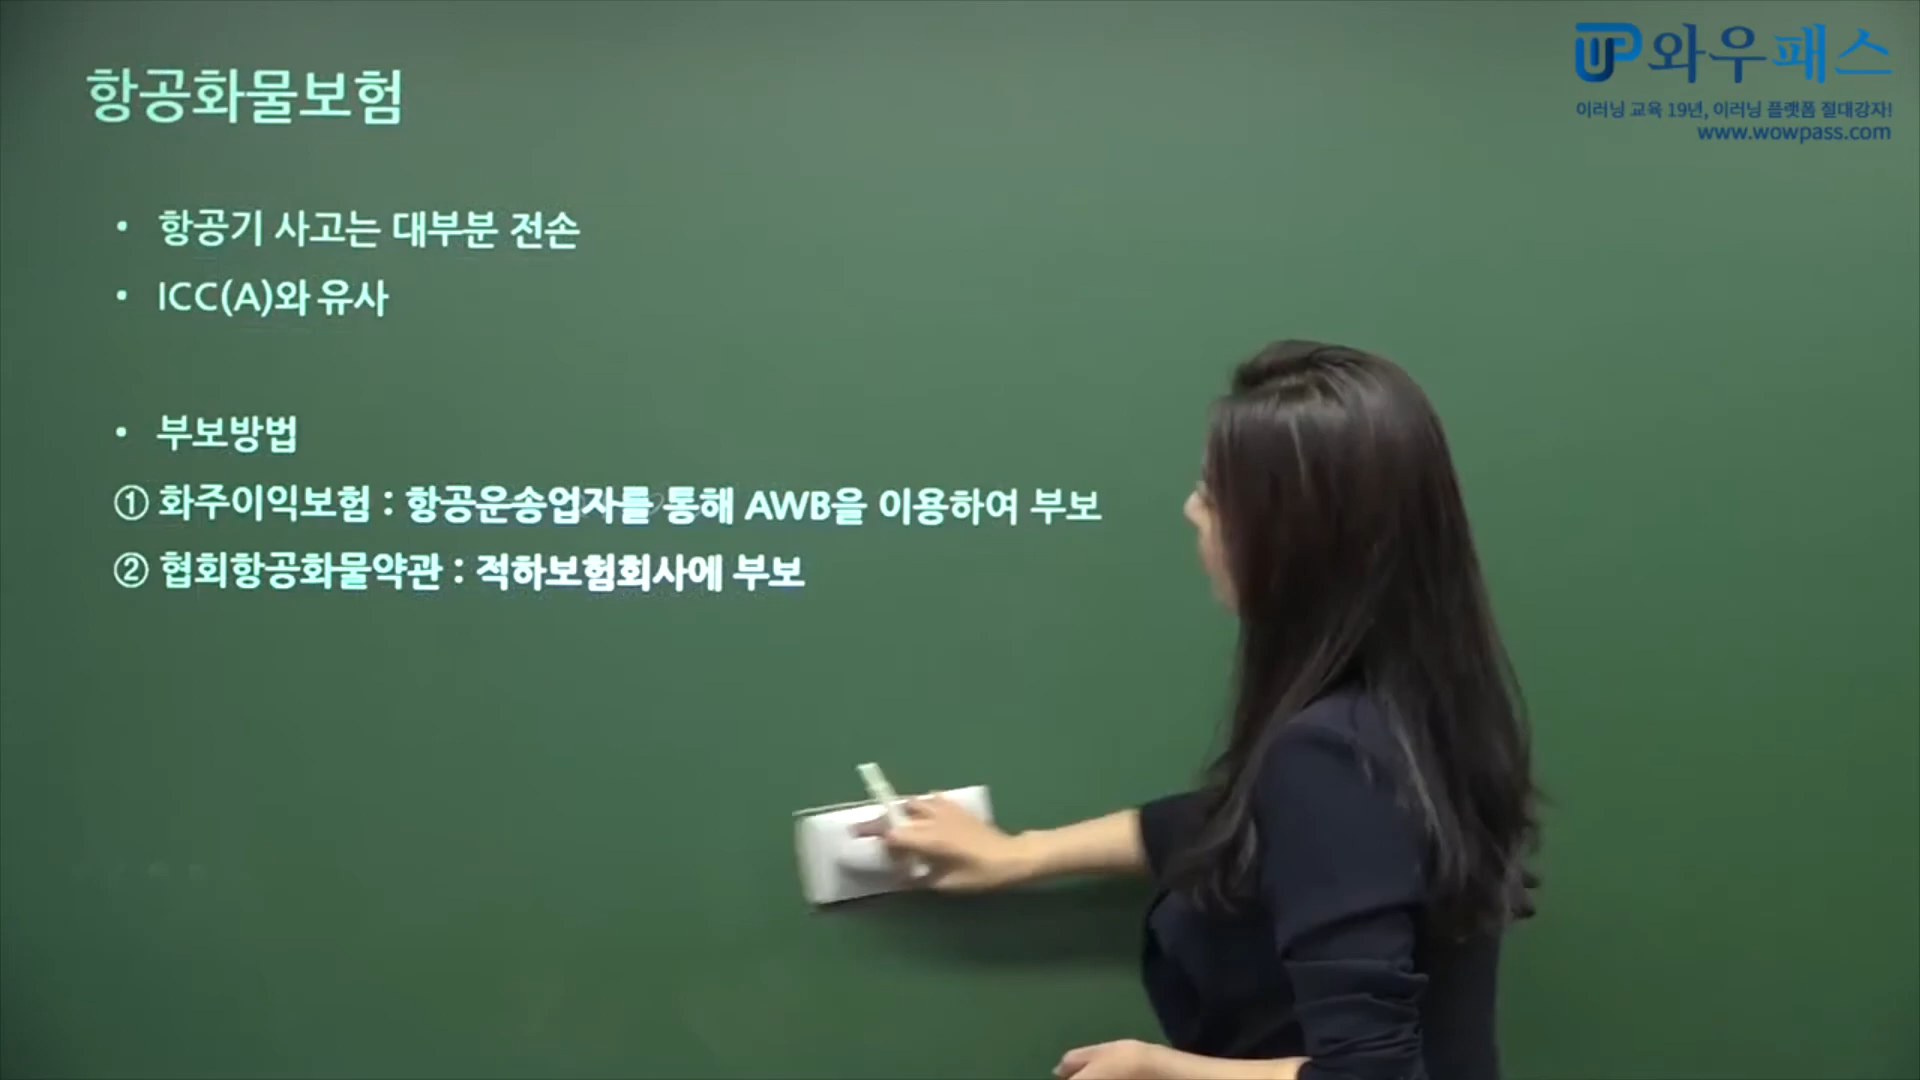 항공화물보험
와우패스
이러닝 교육 19년, 이러닝 플랫폼 절대강자!
www.wowpass.com
• 항공기 사고는 대부분 전손
• ICC(A)와 유사
• 부보방법
① 화주이익보험 : 항공운송업자를 통해 AWB을 이용하여 부보
② 협회항공화물약관 : 적하보험회사에 부보